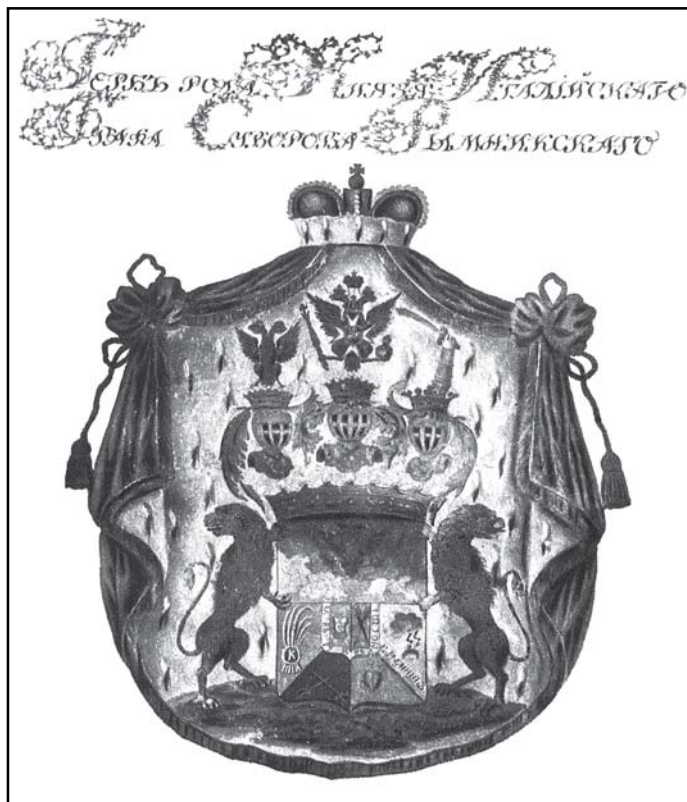 Гербъ рода Князя Италійскаго
Графа Суворова Рымникскаго
К